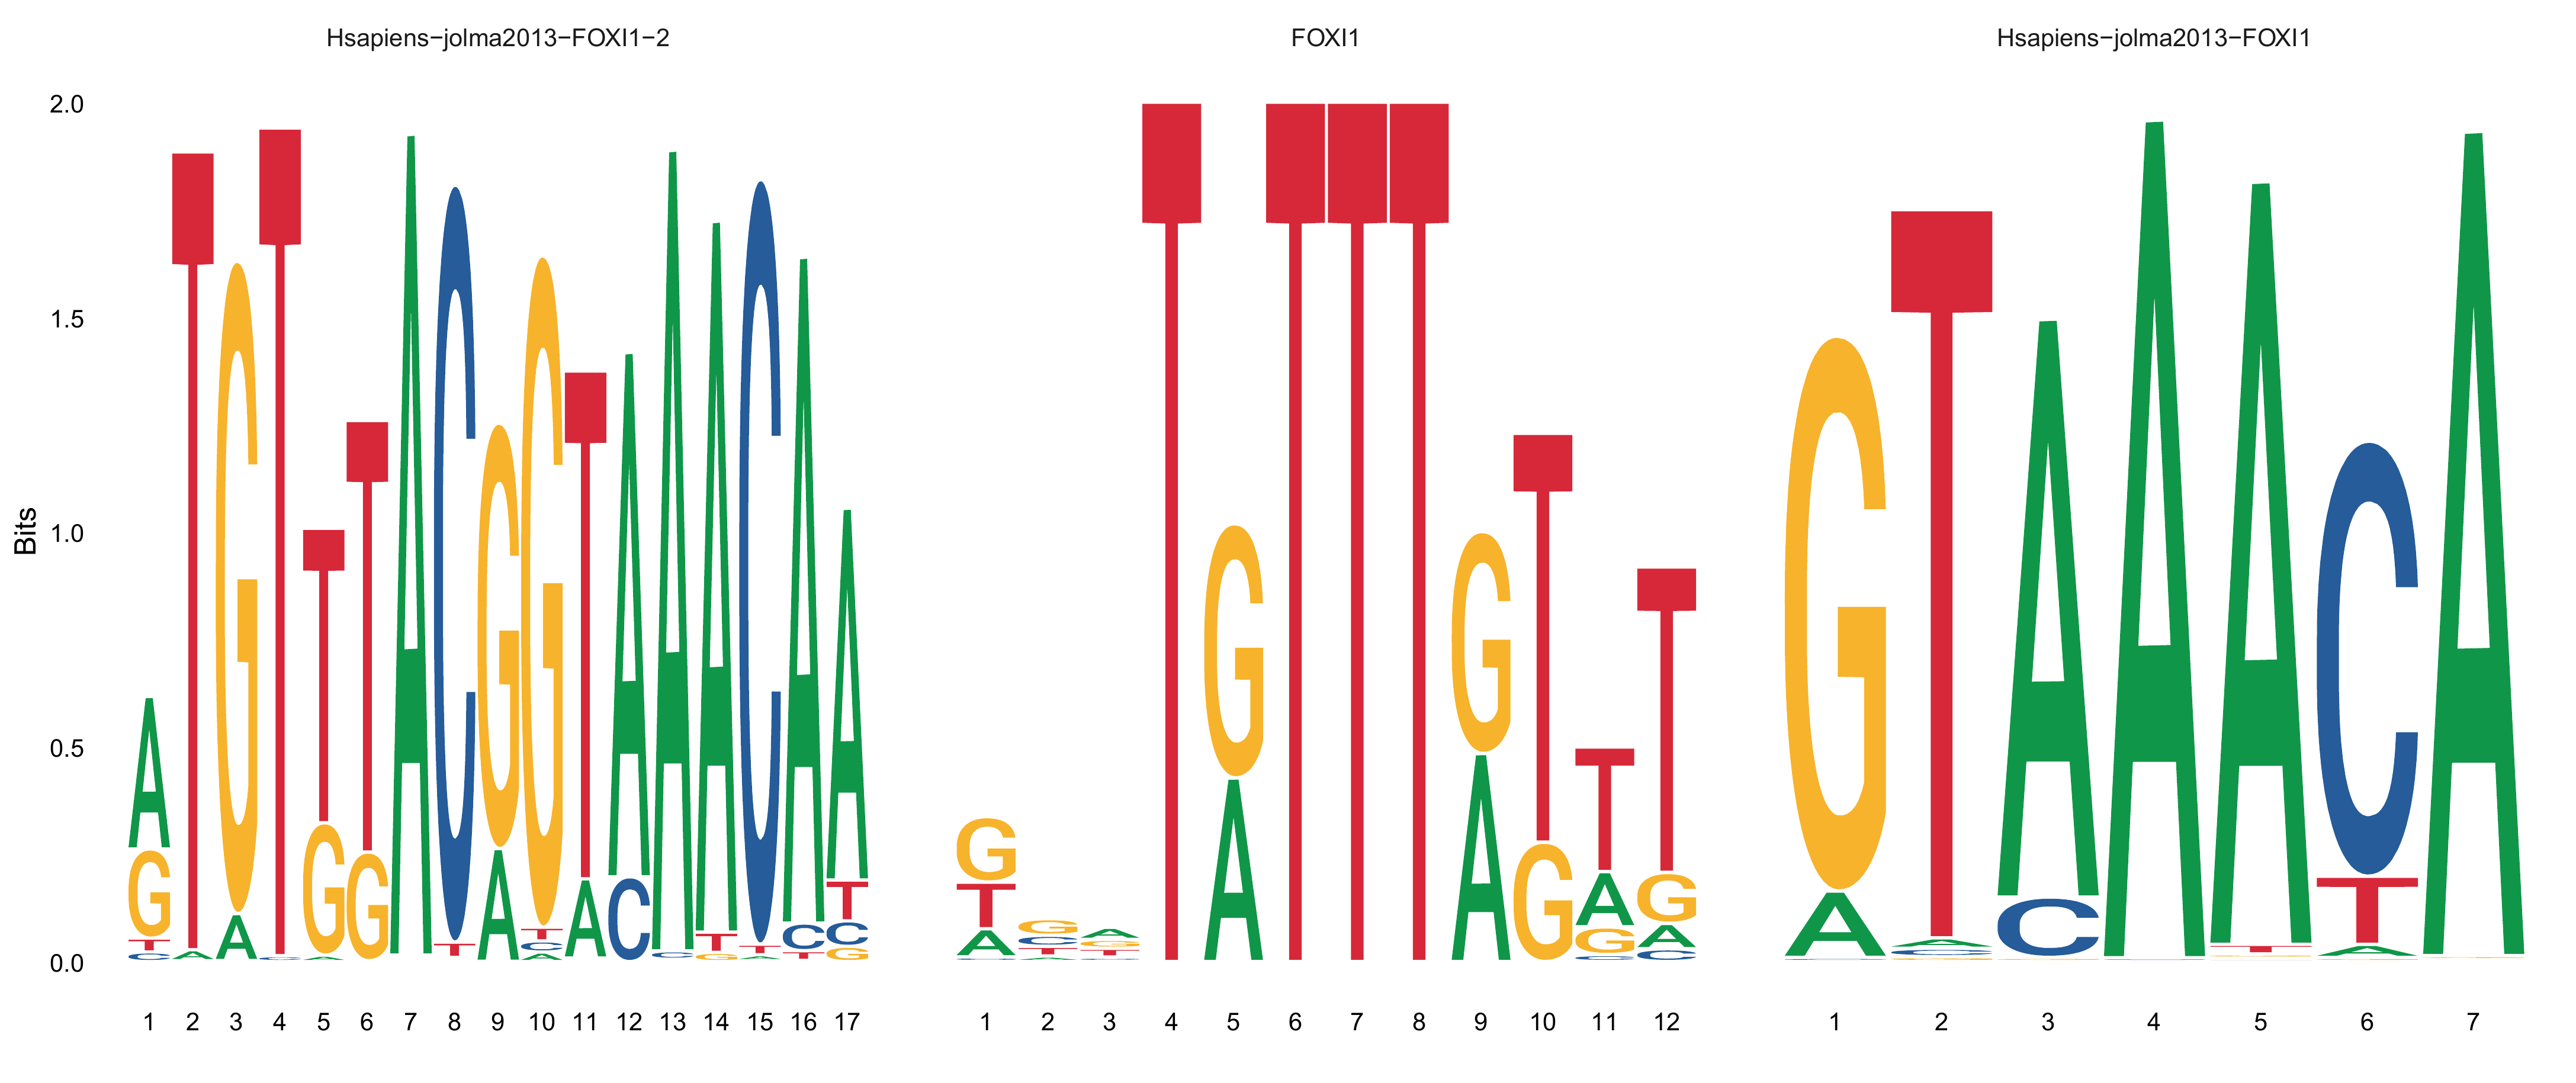 Hsapiens−jolma2013−FOXI1−2
FOXI1
Hsapiens−jolma2013−FOXI1
Bits
2.0
1.5
1.0
0.5
0.0
1 2 3 4 5 6 7 8 9 10 11 12 13 14 15 16 17
1 2 3 4 5 6 7 8 9 10 11 12
1 2 3 4 5 6 7